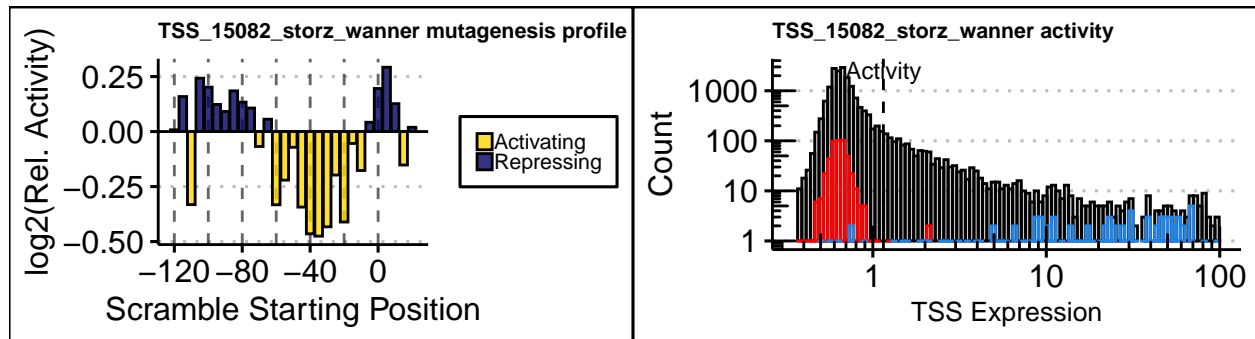 TSS_15082_storz_wanner mutagenesis profile
log2(Rel. Activity)
0.25
0.00
−0.25
−0.50
−120
−80
−40
0
Scramble Starting Position
Activating
Repressing
TSS_15082_storz_wanner activity
Activity
Count
1000
100
10
1
1
10
100
TSS Expression